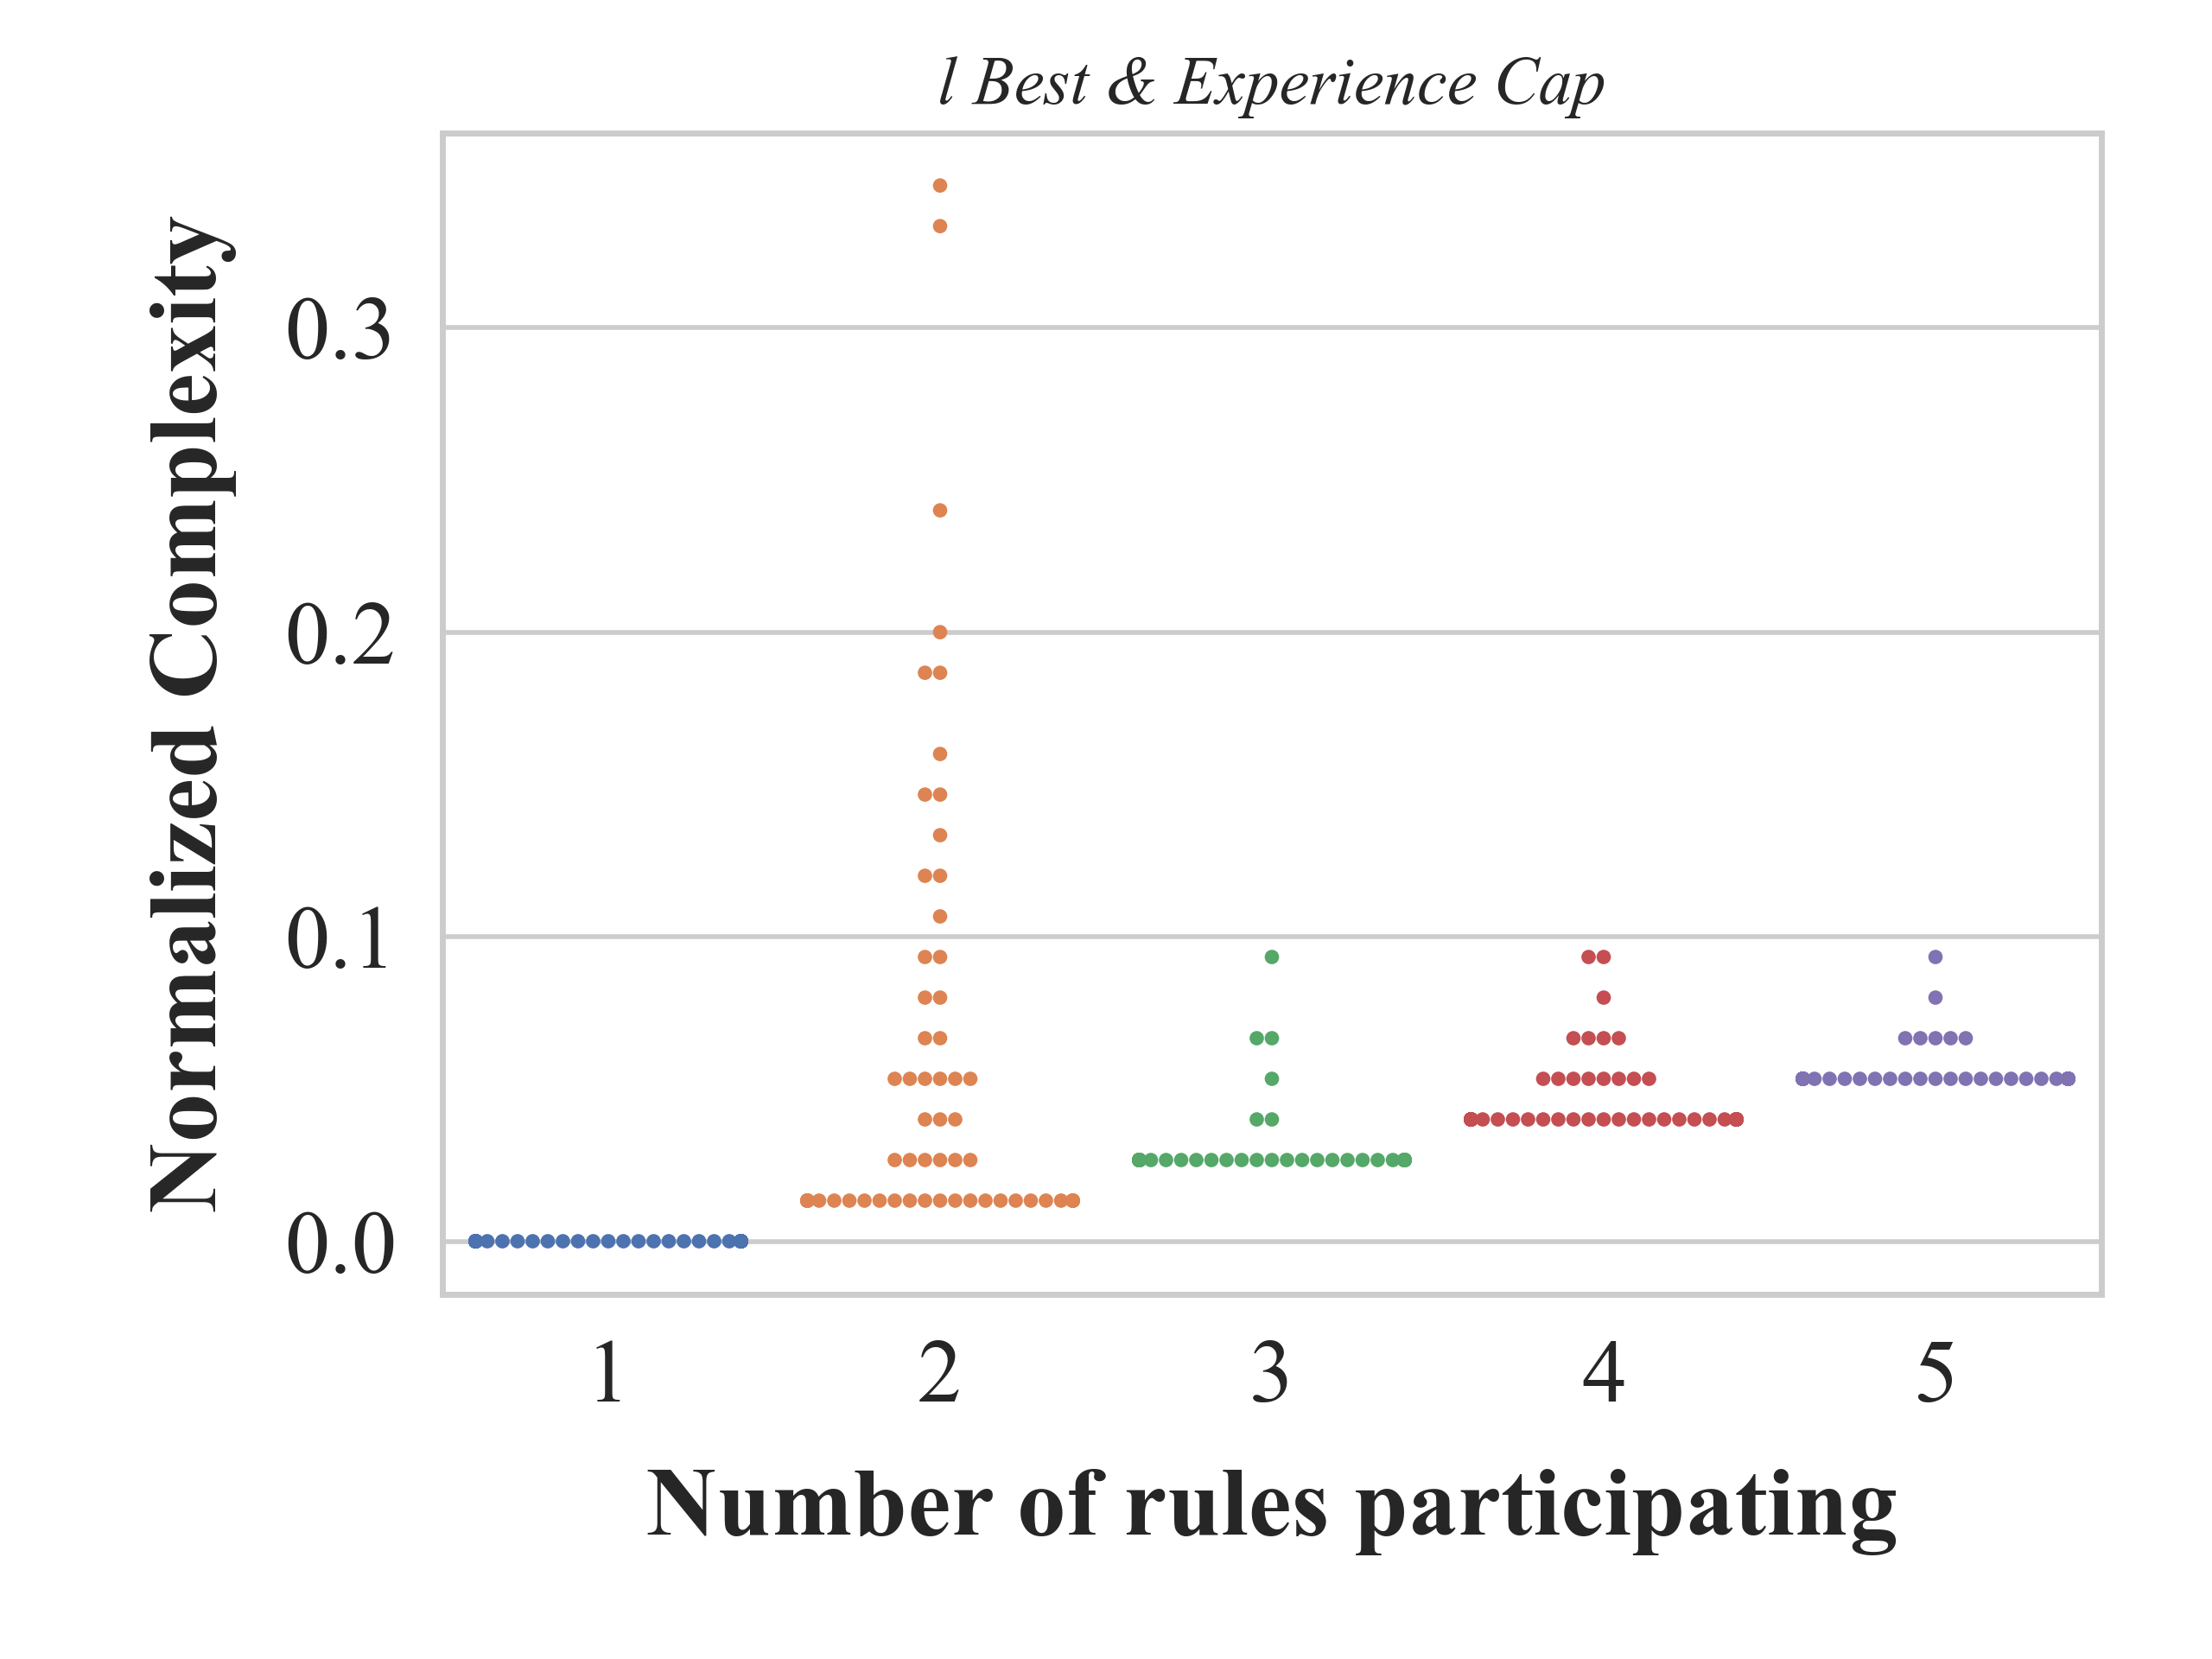 l Best & Experience Cap
Normalized Complexity
0.3
0.2
0.1
0.0
1 2 3 4 5
Number of rules participating